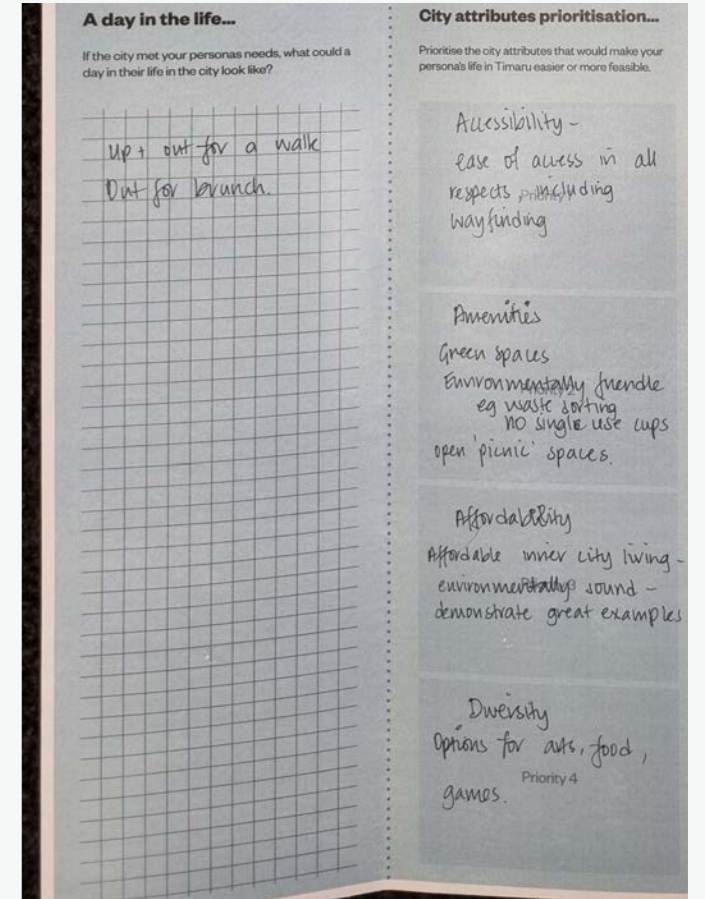 A day in the life...
If the city met your personas needs, what could a
day in their life in the city look like?
up + out for a walk
Out for brunch.
City attributes prioritisation...
Prioritise the city attributes that would make your
persona's life in Timaru easier or more feasible.
Accessibility -
ease of access in all
respects, including
wayfinding
Amenities
Green spaces
Environmentally friendle
eg waste sorting
no single use cups
open 'picnic' spaces.
Affordability
Affordable inner city living -
environmentally sound -
demonstrate great examples
Diversity
Options for arts, food,
Priority 4
games.